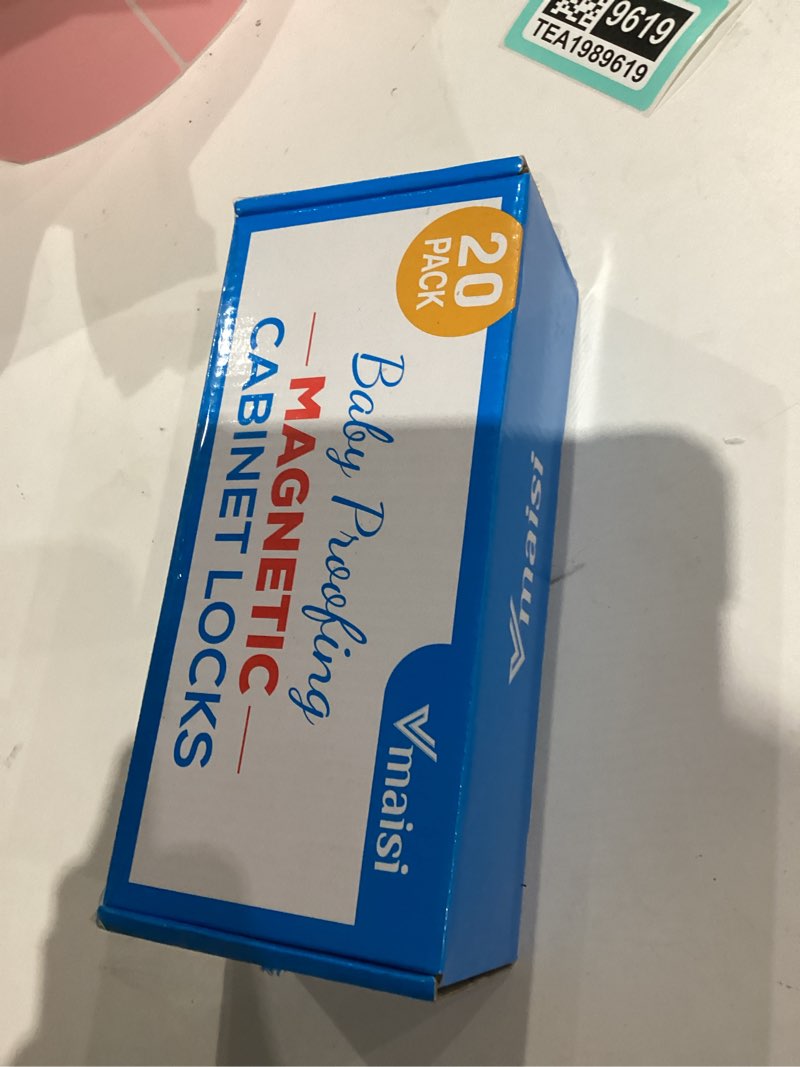 9619
TEA1989619
20
PACK
Baby Proofing
MAGNETIC
CABINET LOCKS
Vmaisi
Vmaisi